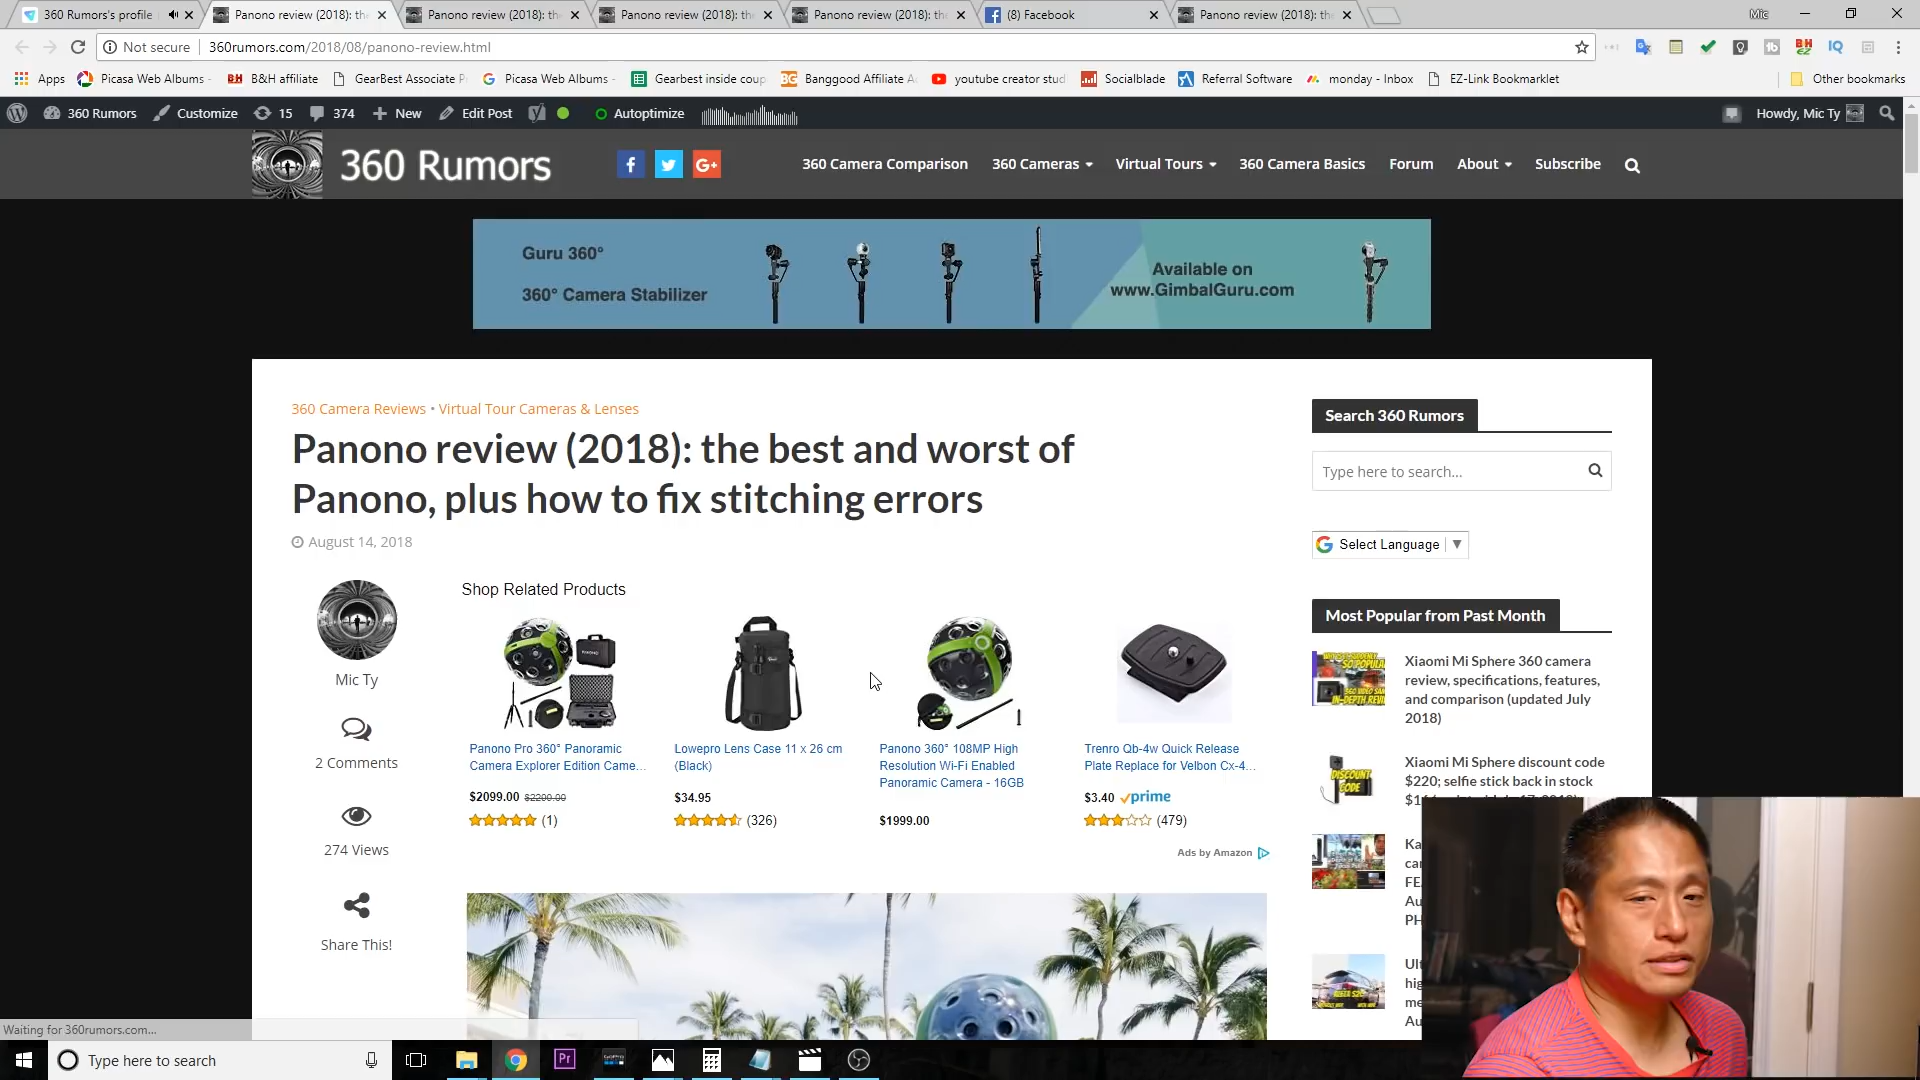 360 Rumors's profile
Panono review (2018): the
Panono review (2018): the
Panono review (2018): the
Panono review (2018): the
(8) Facebook
Panono review (2018): the
Mic
Not secure
360rumors.com/2018/08/panono-review.html
Apps
Picasa Web Albums -
B&H affiliate
GearBest Associate P
Picasa Web Albums -
Gearbest inside coup
Banggood Affiliate A
youtube creator stud
Socialblade
Referral Software
monday - Inbox
EZ-Link Bookmarklet
Other bookmarks
360 Rumors
Customize
15
374
New
Edit Post
Autoptimize
Howdy, Mic Ty
360 Rumors
360 Camera Comparison
360 Cameras
Virtual Tours
360 Camera Basics
Forum
About
Subscribe
Guru 360°
360° Camera Stabilizer
Available on
www.GimbalGuru.com
360 Camera Reviews • Virtual Tour Cameras & Lenses
Panono review (2018): the best and worst of
Panono, plus how to fix stitching errors
August 14, 2018
Mic Ty
2 Comments
274 Views
Share This!
Shop Related Products
Panono Pro 360° Panoramic
Camera Explorer Edition Came...
$2099.00 $2200.00
(1)
Lowepro Lens Case 11 x 26 cm
(Black)
$34.95
(326)
Panono 360° 108MP High
Resolution Wi-Fi Enabled
Panoramic Camera - 16GB
$1999.00
Trenro Qb-4w Quick Release
Plate Replace for Velbon Cx-4...
$3.40 prime
(479)
Ads by Amazon
Search 360 Rumors
Type here to search...
Select Language
Most Popular from Past Month
Xiaomi Mi Sphere 360 camera
review, specifications, features,
and comparison (updated July
2018)
DISCOUNT
CODE
Xiaomi Mi Sphere discount code
$220; selfie stick back in stock
Waiting for 360rumors.com...
Type here to search